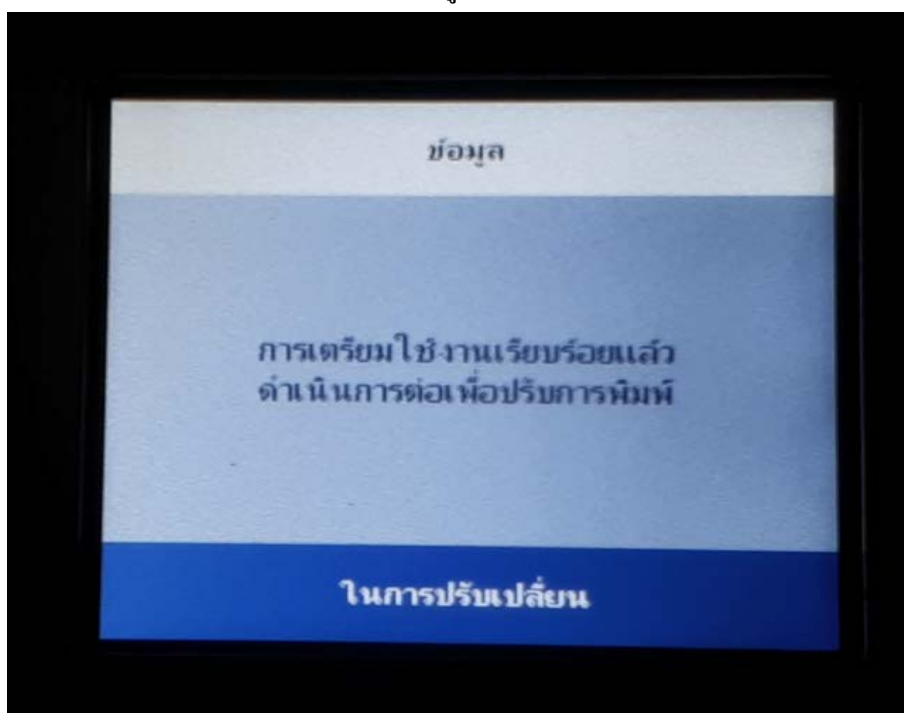 ข้อมูล
การเตรียมใช้งานเรียบร้อยแล้ว
ดำเนินการต่อเพื่อปรับการพิมพ์
ในการปรับเปลี่ยน